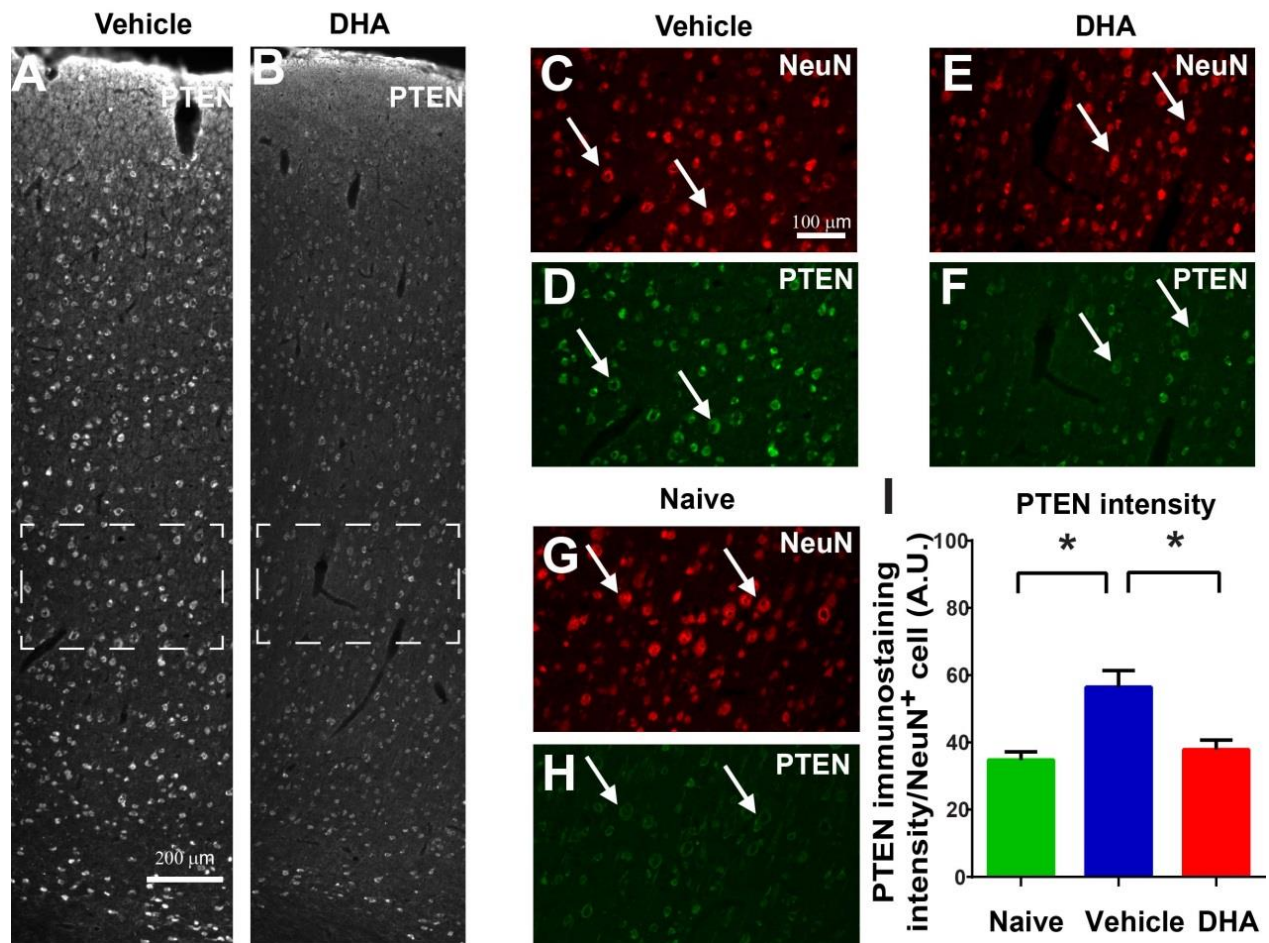 Vehicle
DHA
A
PTEN
B
PTEN
200 μm
Vehicle
DHA
C
NeuN
100 μm
E
NeuN
D
PTEN
F
PTEN
Naive
G
NeuN
H
PTEN
I
PTEN intensity
PTEN immunostaining
intensity/NeuN+ cell (A.U.)
* *
100
80
60
40
20
0
Naive Vehicle DHA